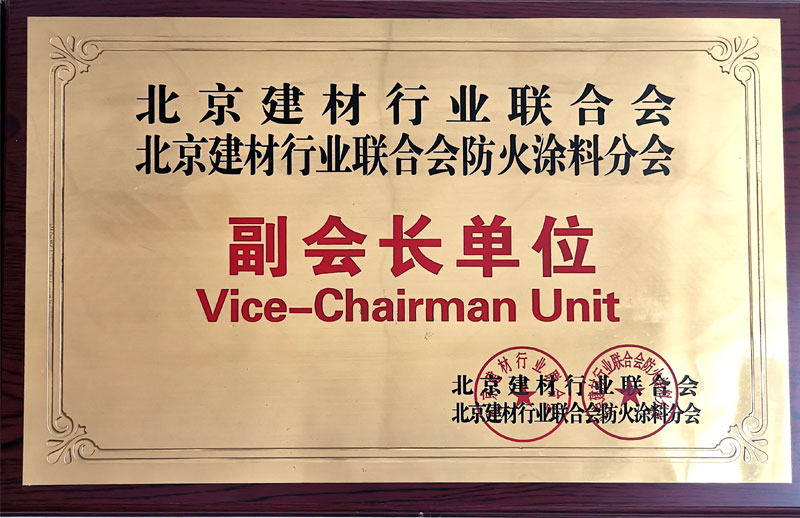 北京建材行业联合会
北京建材行业联合会防火涂料分会
副会长单位
Vice-Chairman Unit
北京建材行业联合会
北京建材行业联合会防火涂料分会